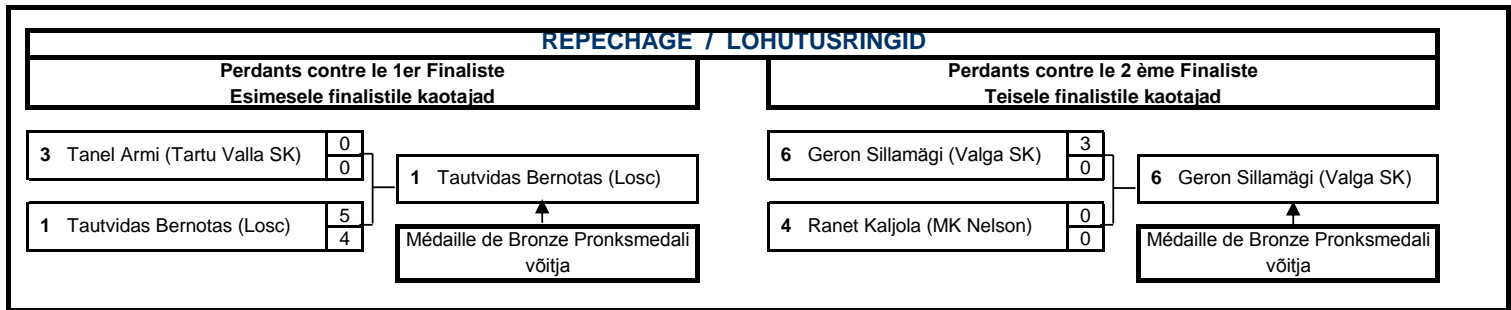 REPECHAGE / LOHUTUSRINGID
Perdants contre le 1er Finaliste
Esimesele finalistile kaotajad
3 Tanel Armi (Tartu Valla SK) 0
0
1 Tautvidas Bernotas (Losc)
1 Tautvidas Bernotas (Losc) 5
4
Médaille de Bronze Pronksmedali
võitja
Perdants contre le 2 ème Finaliste
Teisele finalistile kaotajad
6 Geron Sillamägi (Valga SK) 3
0
6 Geron Sillamägi (Valga SK)
4 Ranet Kaljola (MK Nelson) 0
0
Médaille de Bronze Pronksmedali
võitja